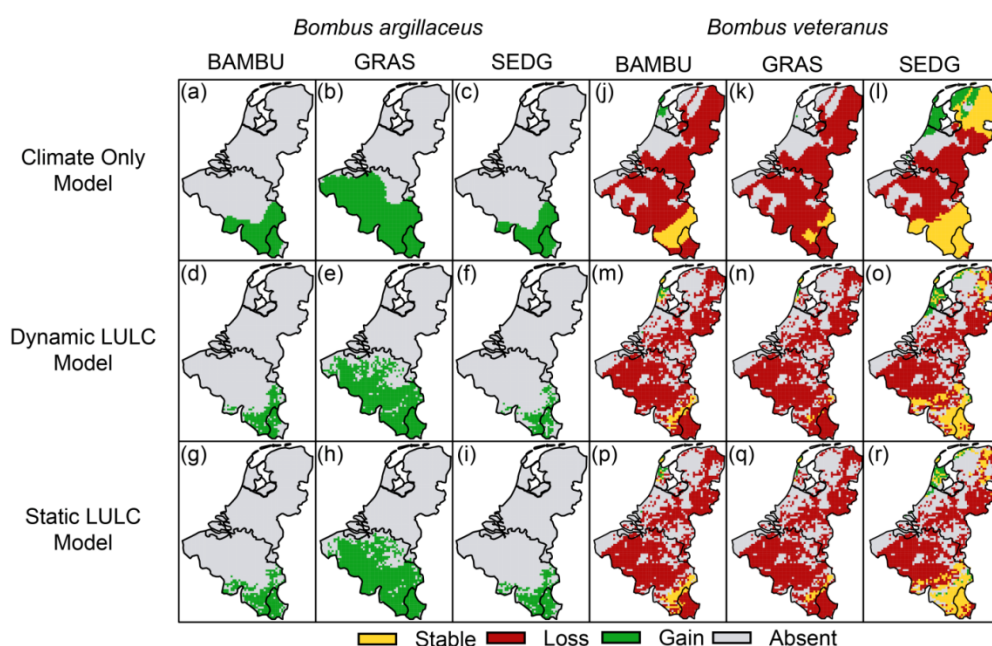 Bombus argillaceus Bombus veteranus
BAMBU GRAS SEDG BAMBU GRAS SEDG
(a) (b) (c) (j) (k) (l)
Climate Only
Model
(d) (e) (f) (m) (n) (o)
Dynamic LULC
Model
(g) (h) (i) (p) (q) (r)
Static LULC
Model
Stable Loss Gain Absent